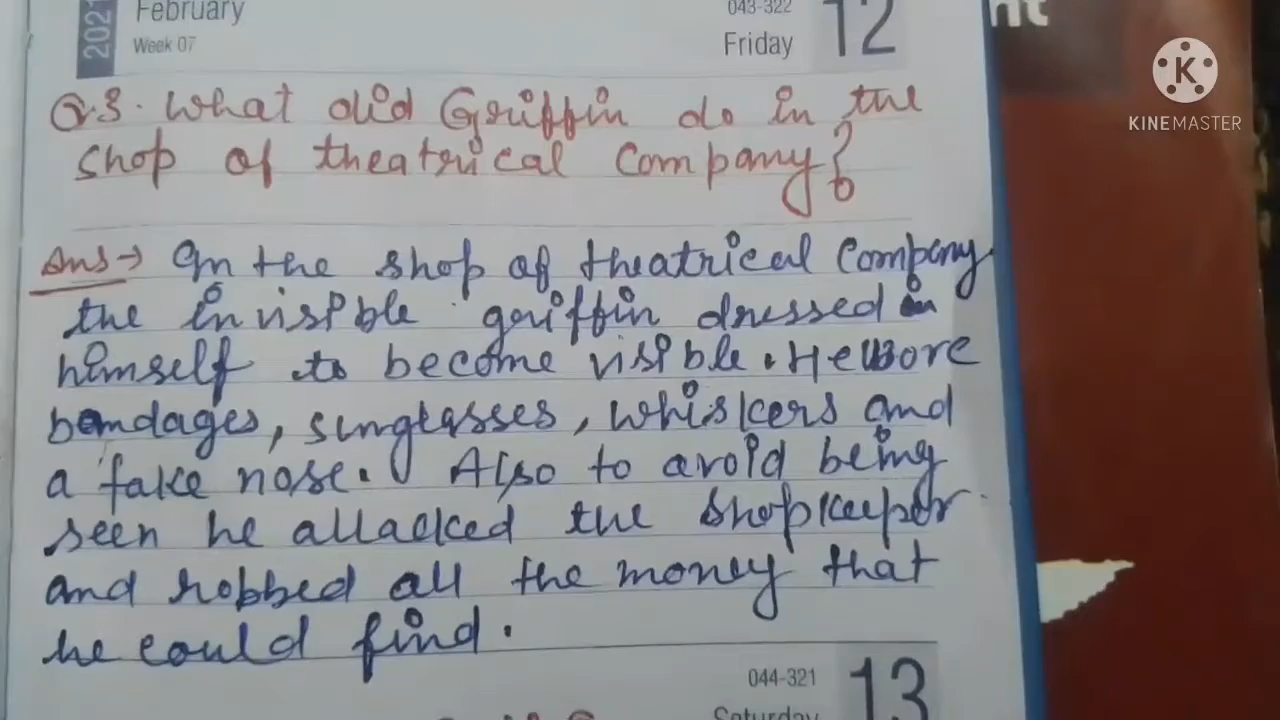 2021
February
Week 07
043-322
Friday
12
nt
KINEMASTER
Q.3. What did Griffin do in the
shop of theatrical Company?
Ans→ In the shop of theatrical Company
the invisible griffin dressed in
himself to become visible. He wore
bandages, sunglasses, whiskers and
a fake nose. Also to avoid being
seen he attacked the shopkeeper
and robbed all the money that
he could find.
044-321
13
Saturday